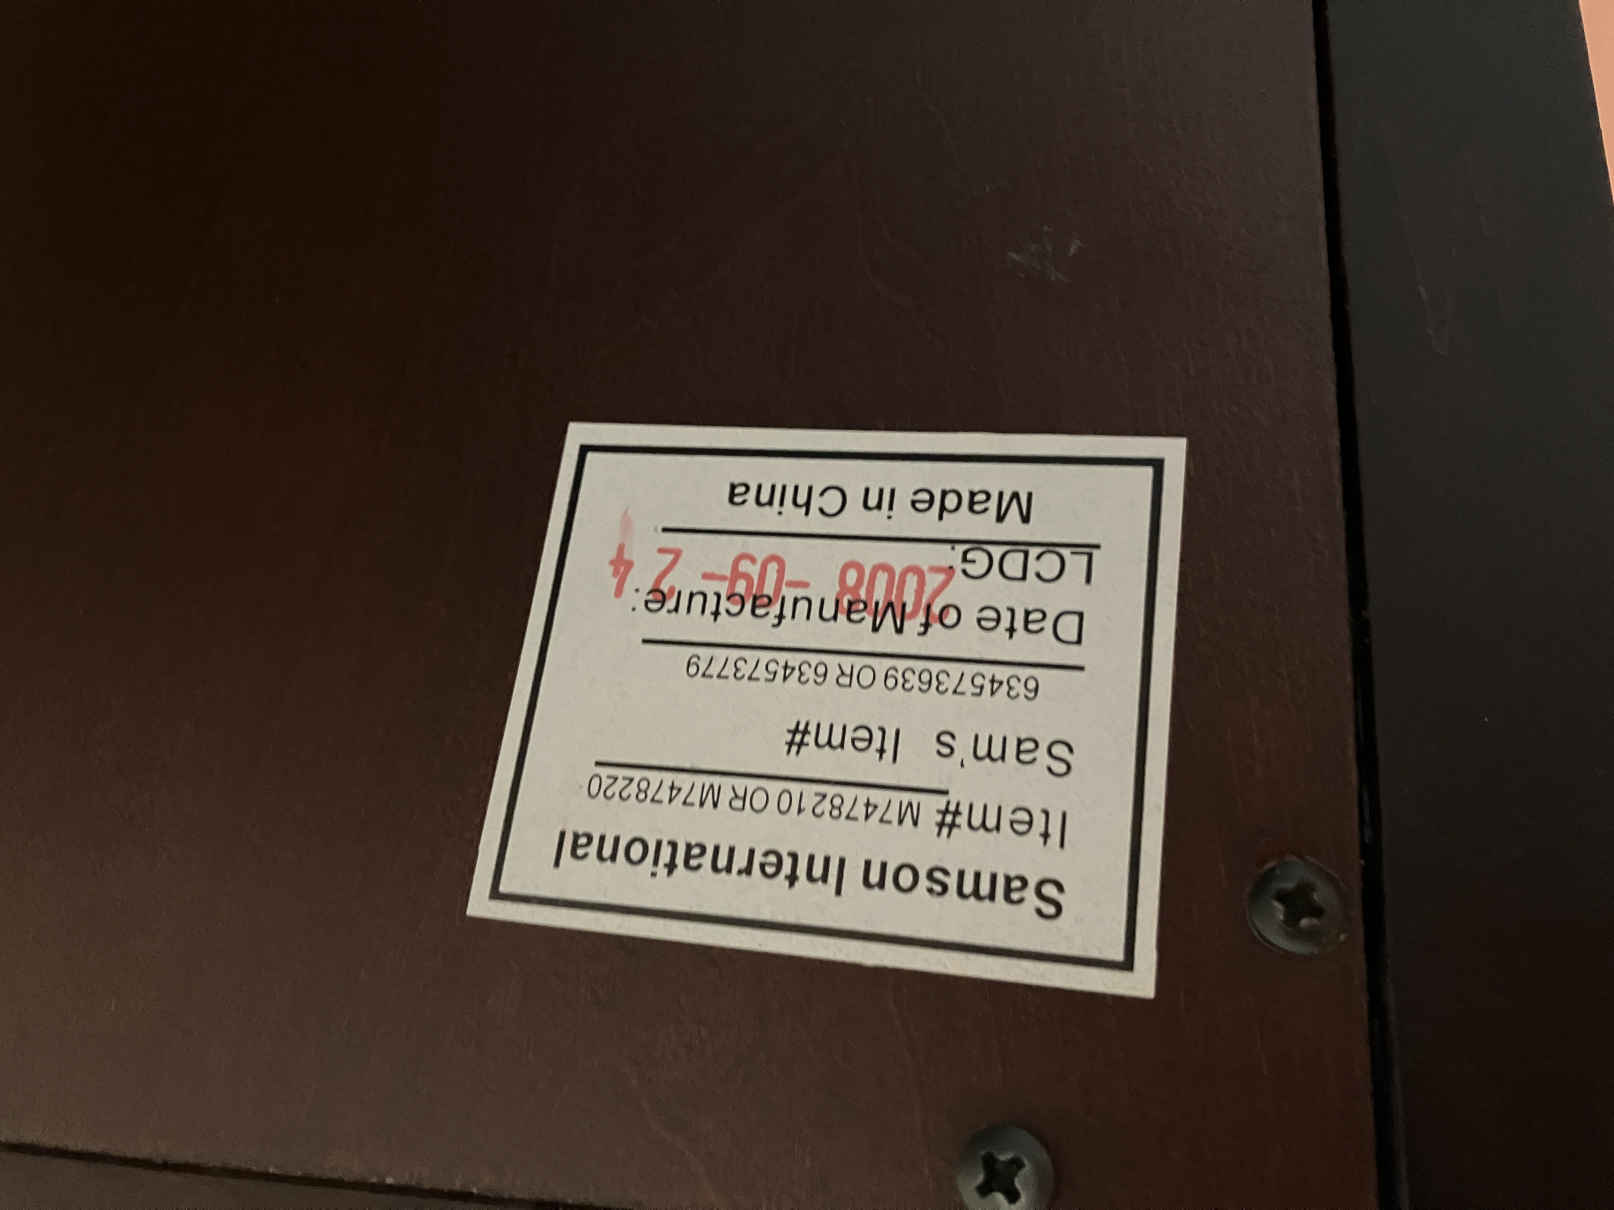 Samson International
Item# M7478210 OR M7478220
Sam's Item#
634573639 OR 634573779
Date of Manufacture:
2008-09-24
LCDG:
Made in China